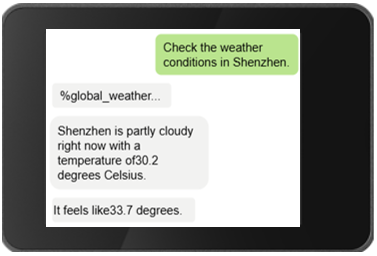 Check the weather
conditions in Shenzhen.
%global_weather...
Shenzhen is partly cloudy
right now with a
temperature of30.2
degrees Celsius.
It feels like33.7 degrees.